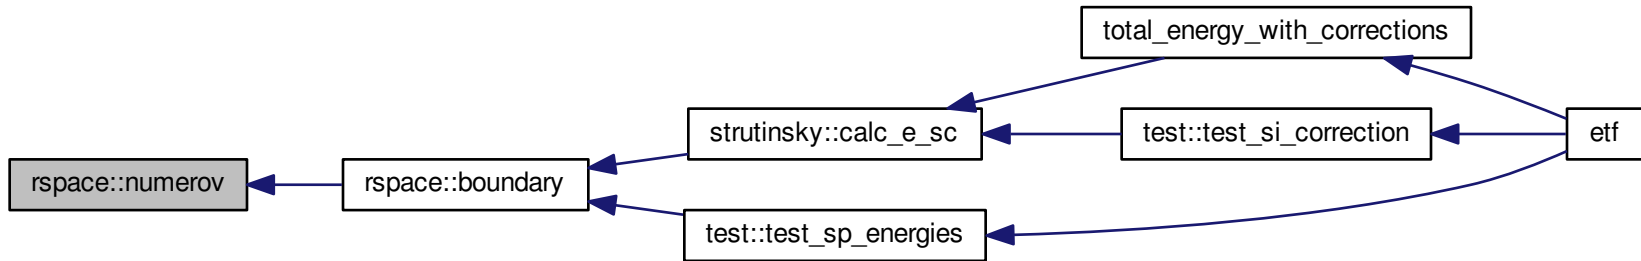 total_energy_with_corrections
strutinsky::calc_e_sc
test::test_si_correction
etf
rspace::numerov
rspace::boundary
test::test_sp_energies